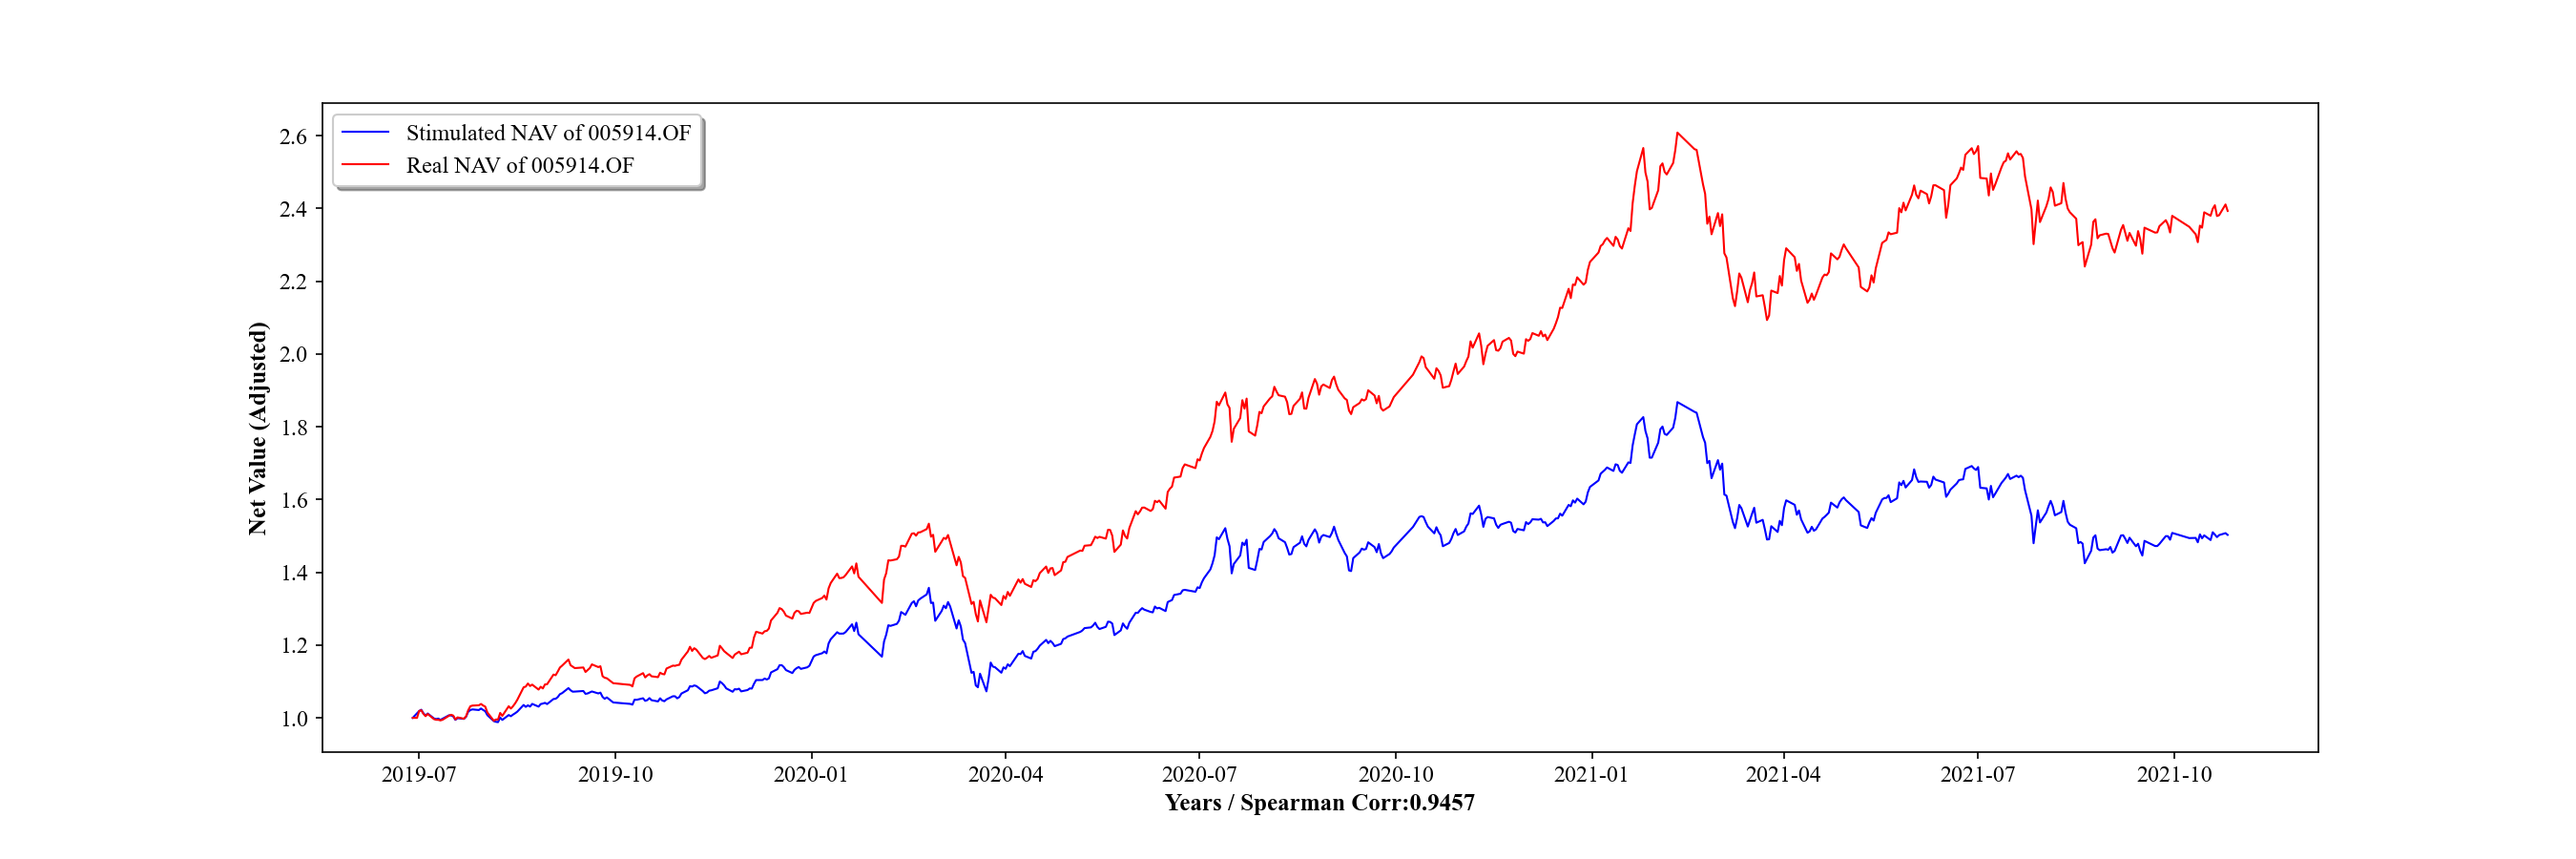 Stimulated NAV of 005914.OF
Real NAV of 005914.OF
Net Value (Adjusted)
2.6
2.4
2.2
2.0
1.8
1.6
1.4
1.2
1.0
2019-07 2019-10 2020-01 2020-04 2020-07 2020-10 2021-01 2021-04 2021-07 2021-10
Years / Spearman Corr:0.9457